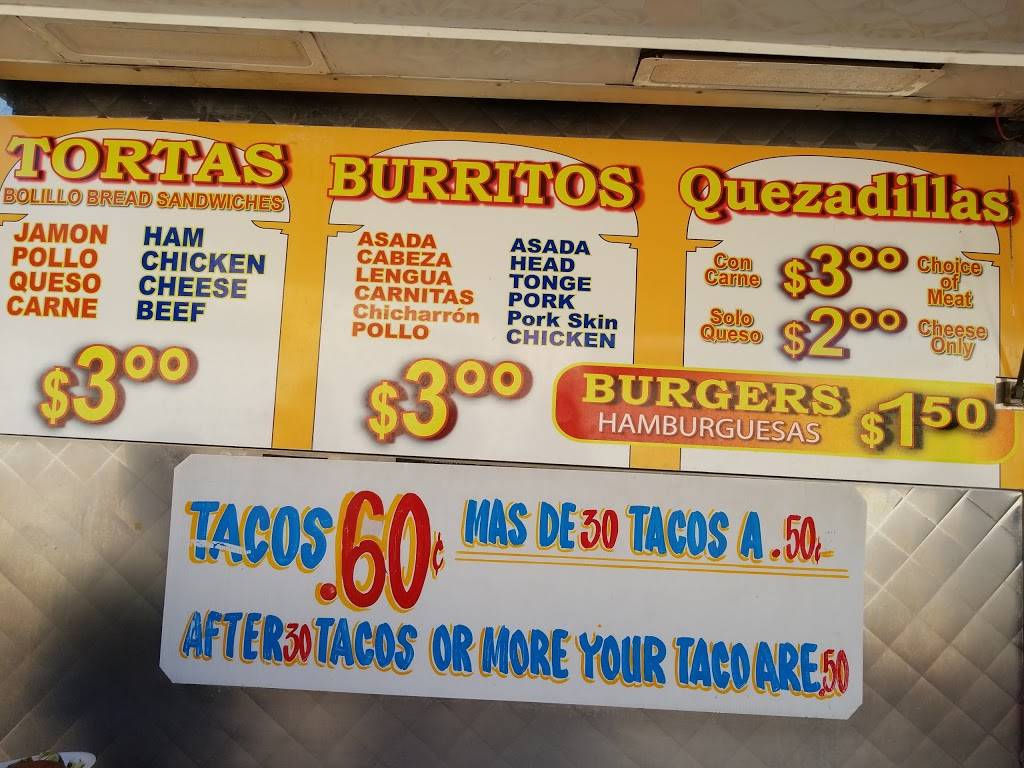 TORTAS
BOLILLO BREAD SANDWICHES
JAMON HAM
POLLO CHICKEN
QUESO CHEESE
CARNE BEEF
$3.00
BURRITOS
ASADA ASADA
CABEZA HEAD
LENGUA TONGE
CARNITAS PORK
Chicharrón Pork Skin
POLLO CHICKEN
$3.00
Quezadillas
Con Carne $3.00 Choice of Meat
Solo Queso $2.00 Cheese Only
BURGERS
HAMBURGUESAS
$1.50
TACOS .60¢
MAS DE 30 TACOS A .50¢
AFTER 30 TACOS OR MORE YOUR TACO ARE .50